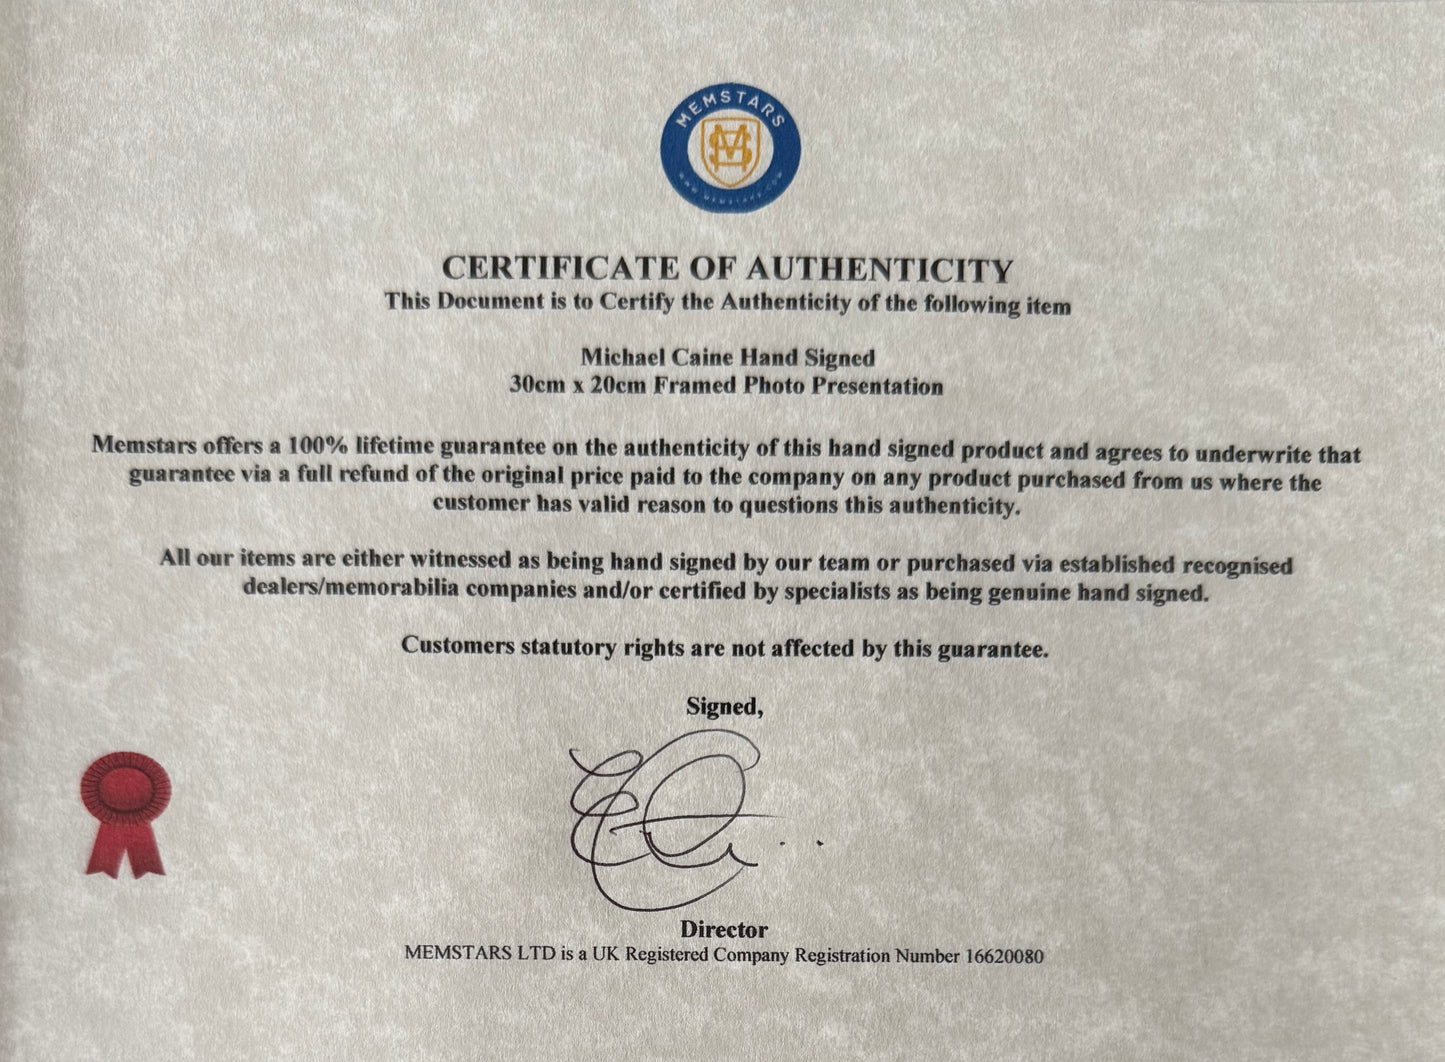 MEMSTARS
WWW.MEMSTARS.COM
CERTIFICATE OF AUTHENTICITY
This Document is to Certify the Authenticity of the following item
Michael Caine Hand Signed
30cm x 20cm Framed Photo Presentation
Memstars offers a 100% lifetime guarantee on the authenticity of this hand signed product and agrees to underwrite that
guarantee via a full refund of the original price paid to the company on any product purchased from us where the
customer has valid reason to questions this authenticity.
All our items are either witnessed as being hand signed by our team or purchased via established recognised
dealers/memorabilia companies and/or certified by specialists as being genuine hand signed.
Customers statutory rights are not affected by this guarantee.
Signed,
Director
MEMSTARS LTD is a UK Registered Company Registration Number 16620080